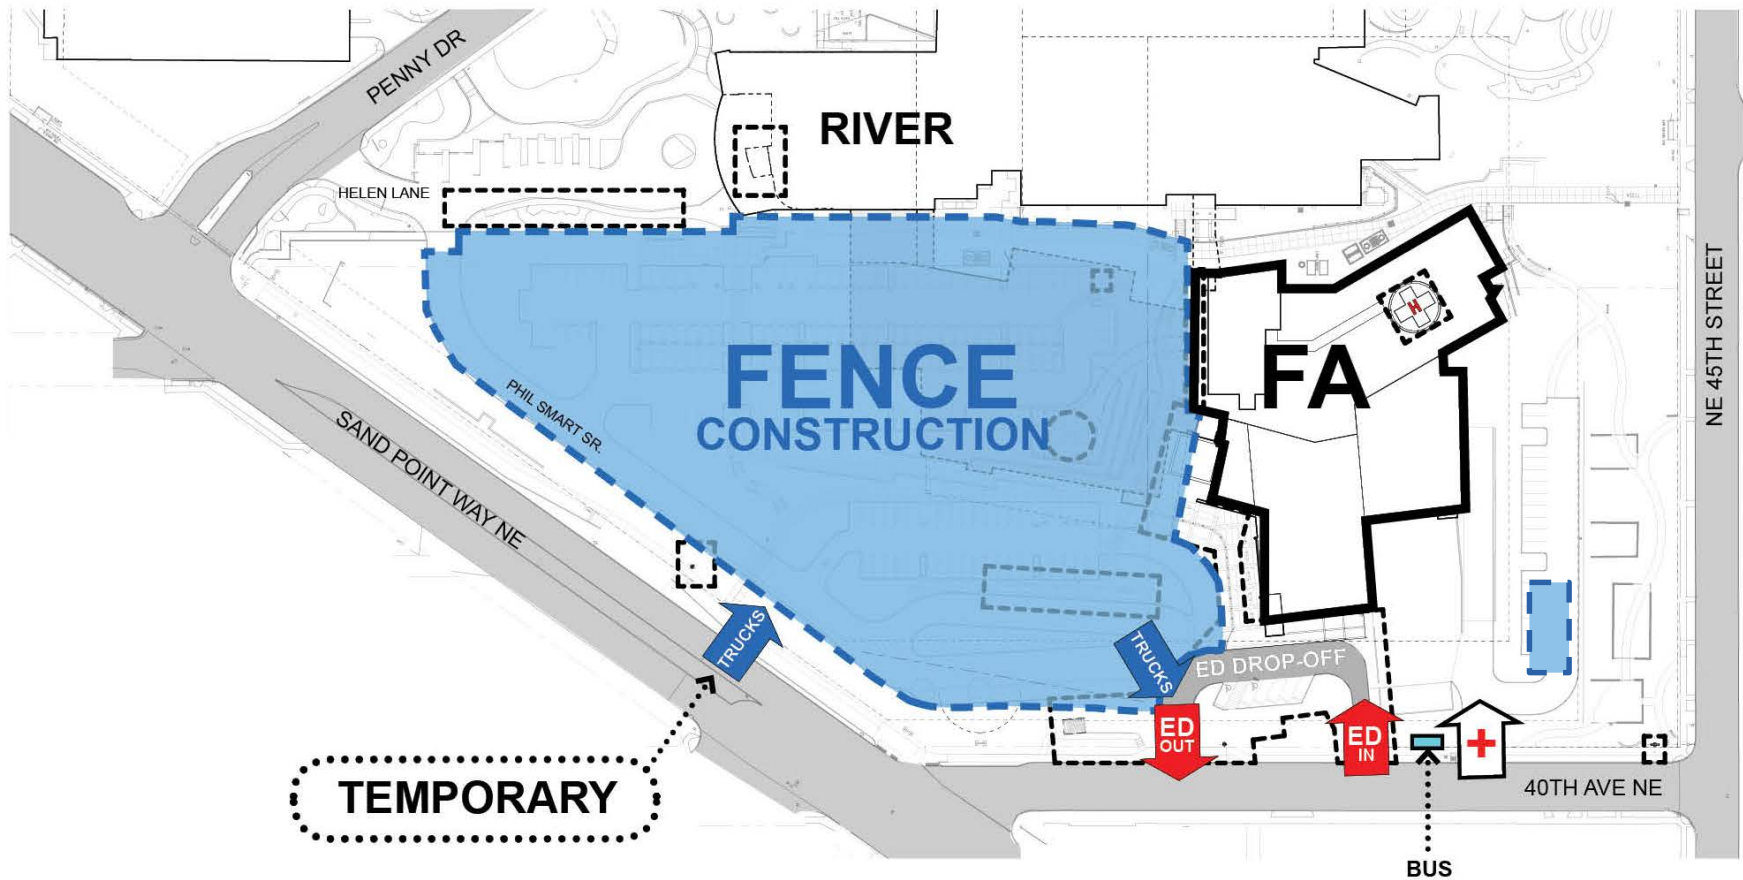 PENNY DR
RIVER
HELEN LANE
NE 45TH STREET
H
FENCE
CONSTRUCTION
FA
PHIL SMART SR.
SAND POINT WAY NE
TRUCKS
TRUCKS
ED DROP-OFF
ED
OUT
ED
IN
TEMPORARY
40TH AVE NE
BUS